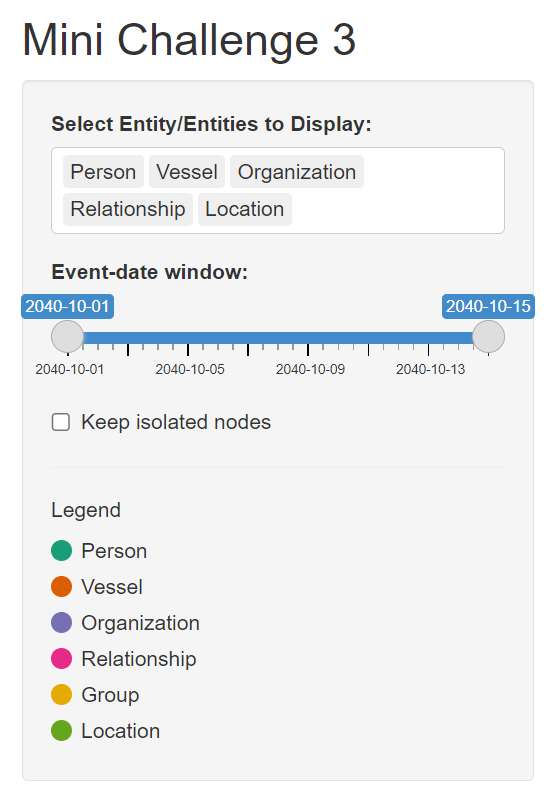 Mini Challenge 3
Select Entity/Entities to Display:
Person Vessel Organization
Relationship Location
Event-date window:
2040-10-01 2040-10-15
2040-10-01 2040-10-05 2040-10-09 2040-10-13
Keep isolated nodes
Legend
Person
Vessel
Organization
Relationship
Group
Location